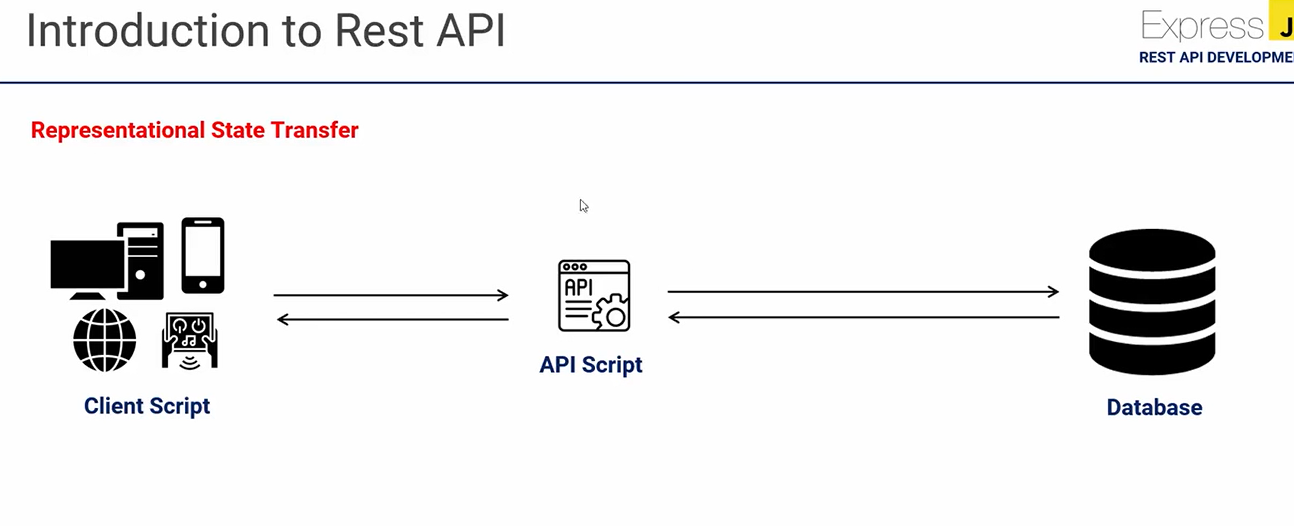 Introduction to Rest API
Express J
REST API DEVELOPME
Representational State Transfer
API
API Script
Client Script
Database